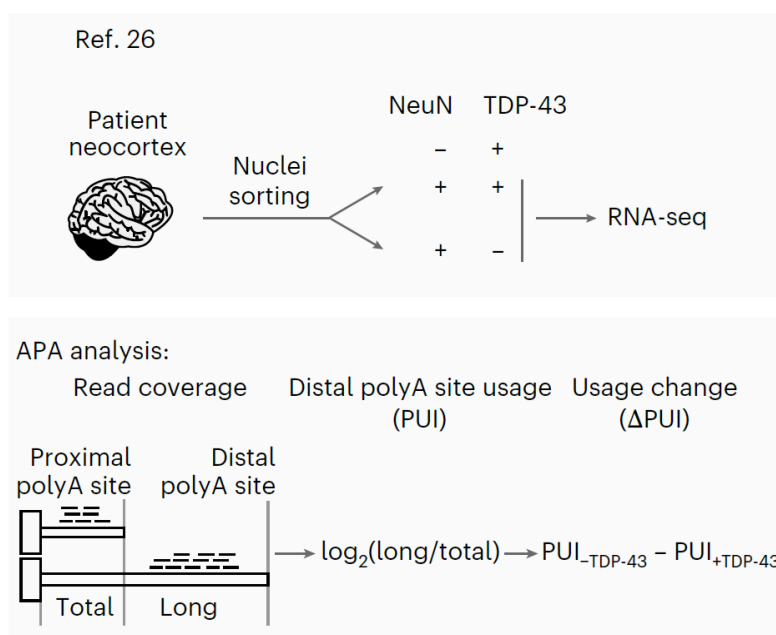 Ref. 26
NeuN TDP-43
Patient
neocortex
Nuclei
sorting
– +
+ +
RNA-seq
+ –
APA analysis:
Read coverage Distal polyA site usage Usage change
(PUI) (ΔPUI)
Proximal Distal
polyA site polyA site
log₂(long/total) PUI₋TDP-43 – PUI₊TDP-43
Total Long